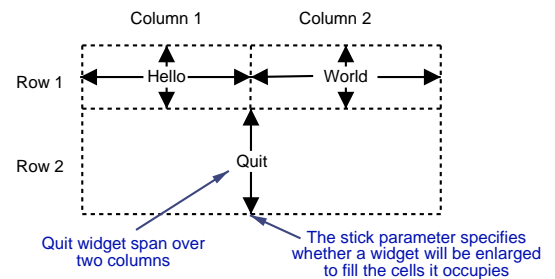 Column 1
Column 2
Row 1
Hello
World
Row 2
Quit
Quit widget span over
two columns
The stick parameter specifies
whether a widget will be enlarged
to fill the cells it occupies